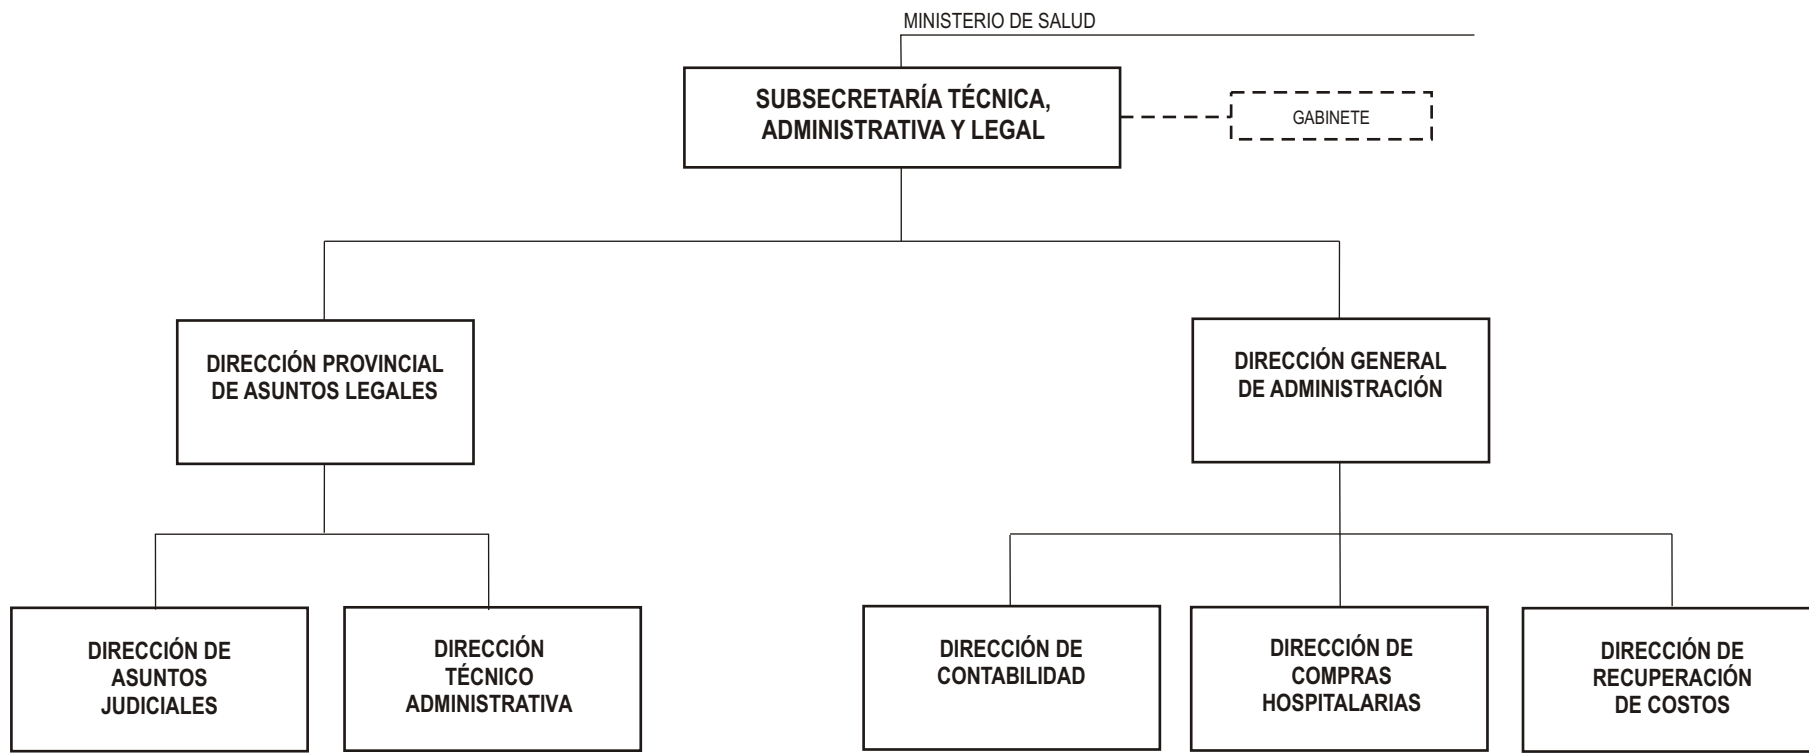 MINISTERIO DE SALUD
SUBSECRETARÍA TÉCNICA,
ADMINISTRATIVA Y LEGAL
GABINETE
DIRECCIÓN PROVINCIAL
DE ASUNTOS LEGALES
DIRECCIÓN GENERAL
DE ADMINISTRACIÓN
DIRECCIÓN DE
ASUNTOS
JUDICIALES
DIRECCIÓN
TÉCNICO
ADMINISTRATIVA
DIRECCIÓN DE
CONTABILIDAD
DIRECCIÓN DE
COMPRAS
HOSPITALARIAS
DIRECCIÓN DE
RECUPERACIÓN
DE COSTOS